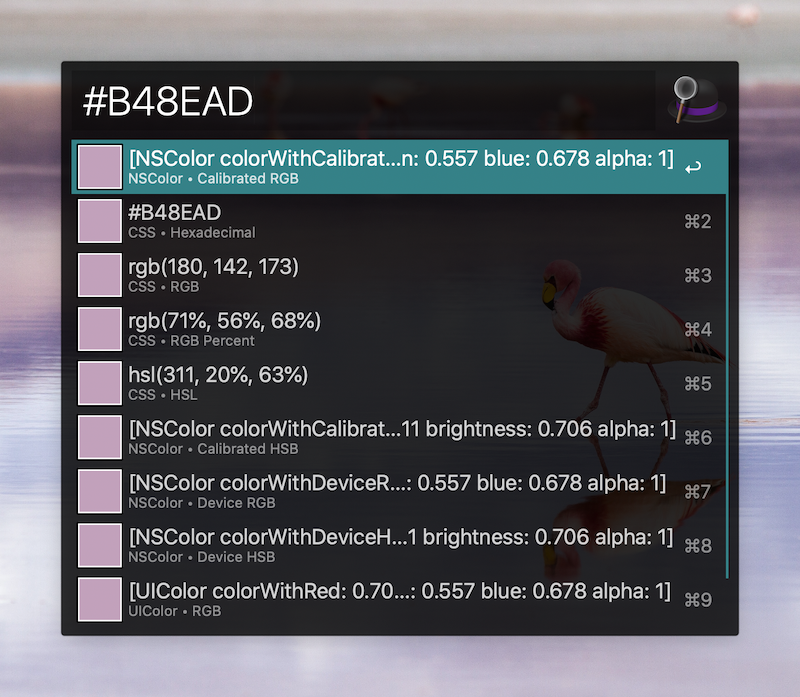 #B48EAD
[NSColor colorWithCalibrat...n: 0.557 blue: 0.678 alpha: 1] ↩
NSColor • Calibrated RGB
#B48EAD ⌘2
CSS • Hexadecimal
rgb(180, 142, 173) ⌘3
CSS • RGB
rgb(71%, 56%, 68%) ⌘4
CSS • RGB Percent
hsl(311, 20%, 63%) ⌘5
CSS • HSL
[NSColor colorWithCalibrat...11 brightness: 0.706 alpha: 1] ⌘6
NSColor • Calibrated HSB
[NSColor colorWithDeviceR...: 0.557 blue: 0.678 alpha: 1] ⌘7
NSColor • Device RGB
[NSColor colorWithDeviceH...1 brightness: 0.706 alpha: 1] ⌘8
NSColor • Device HSB
[UIColor colorWithRed: 0.70...: 0.557 blue: 0.678 alpha: 1] ⌘9
UIColor • RGB